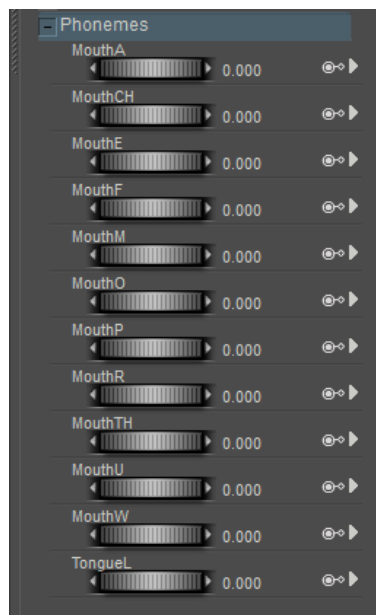 Phonemes
MouthA
0.000
MouthCH
0.000
MouthE
0.000
MouthF
0.000
MouthM
0.000
MouthO
0.000
MouthP
0.000
MouthR
0.000
MouthTH
0.000
MouthU
0.000
MouthW
0.000
TongueL
0.000